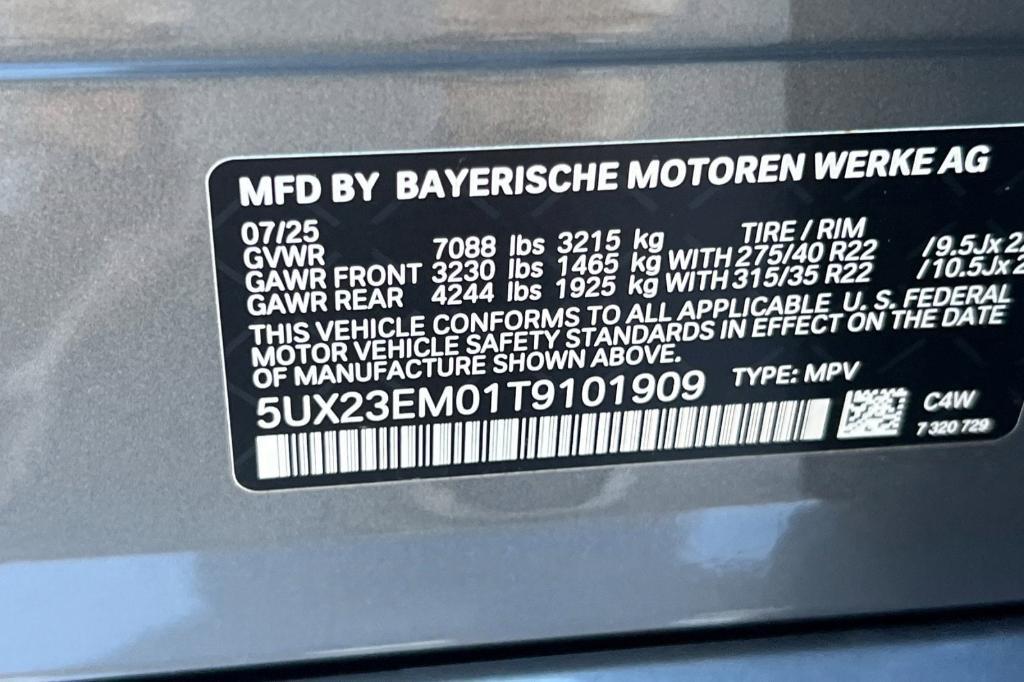 MFD BY BAYERISCHE MOTOREN WERKE AG
07/25 TIRE / RIM
GVWR 7088 lbs 3215 kg
GAWR FRONT 3230 lbs 1465 kg WITH 275/40 R22 /9.5Jx2
GAWR REAR 4244 lbs 1925 kg WITH 315/35 R22 /10.5Jx2
THIS VEHICLE CONFORMS TO ALL APPLICABLE U. S. FEDERAL
MOTOR VEHICLE SAFETY STANDARDS IN EFFECT ON THE DATE
OF MANUFACTURE SHOWN ABOVE.
5UX23EM01T9101909 TYPE: MPV
C4W
7 320 729